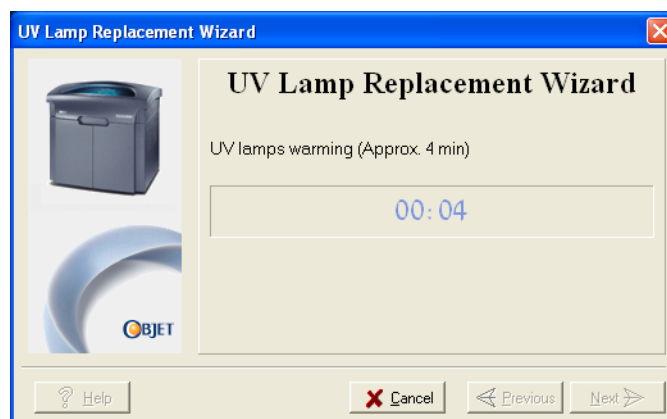 UV Lamp Replacement Wizard
UV Lamp Replacement Wizard
UV lamps warming (Approx. 4 min)
00:04
OBJET
? Help
Cancel
Previous
Next